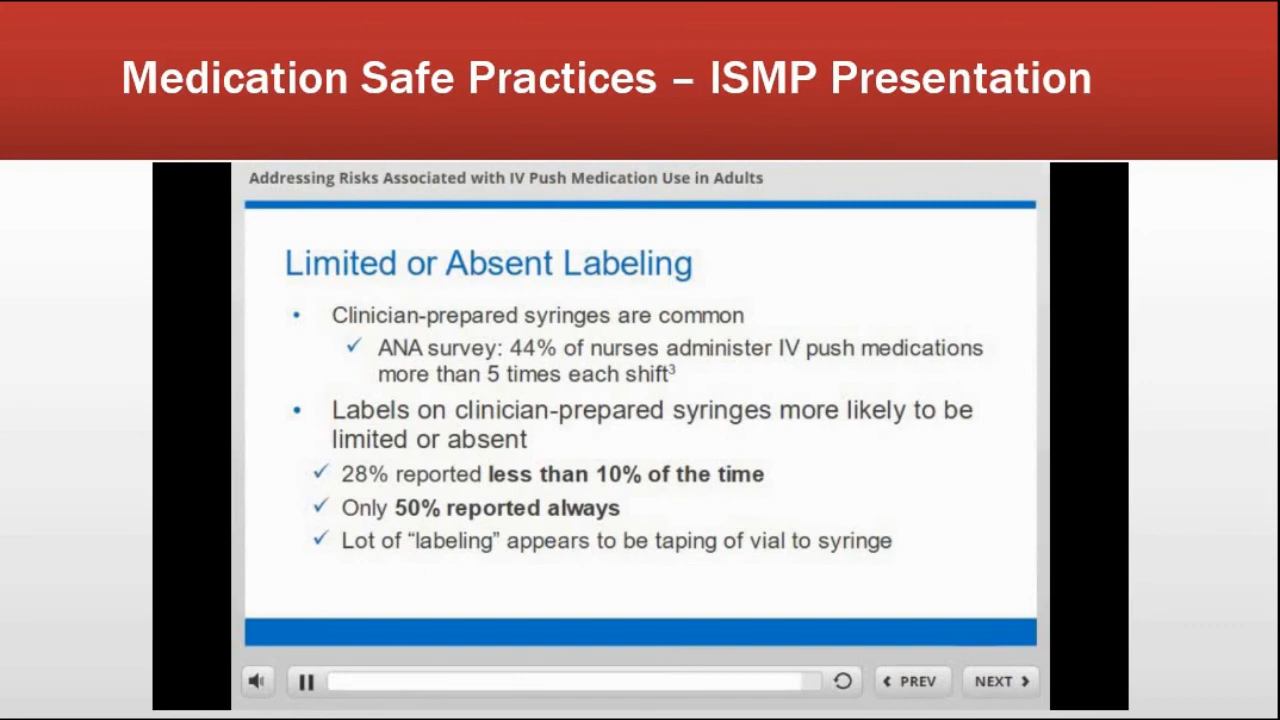 Medication Safe Practices – ISMP Presentation
Addressing Risks Associated with IV Push Medication Use in Adults
Limited or Absent Labeling
• Clinician-prepared syringes are common
✓ ANA survey: 44% of nurses administer IV push medications
more than 5 times each shift³
• Labels on clinician-prepared syringes more likely to be
limited or absent
✓ 28% reported less than 10% of the time
✓ Only 50% reported always
✓ Lot of “labeling” appears to be taping of vial to syringe
PREV
NEXT